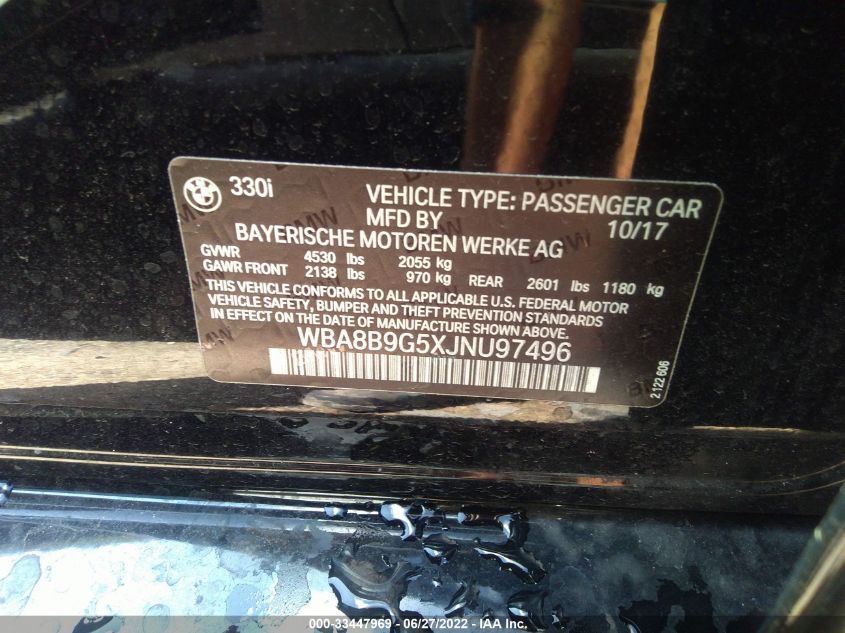 330i
VEHICLE TYPE: PASSENGER CAR
MFD BY 10/17
BAYERISCHE MOTOREN WERKE AG
GVWR 4530 lbs 2055 kg
GAWR FRONT 2138 lbs 970 kg REAR 2601 lbs 1180 kg
THIS VEHICLE CONFORMS TO ALL APPLICABLE U.S. FEDERAL MOTOR
VEHICLE SAFETY, BUMPER AND THEFT PREVENTION STANDARDS
IN EFFECT ON THE DATE OF MANUFACTURE SHOWN ABOVE.
WBA8B9G5XJNU97496
2122 606
000-33447969 - 06/27/2022 - IAA Inc.